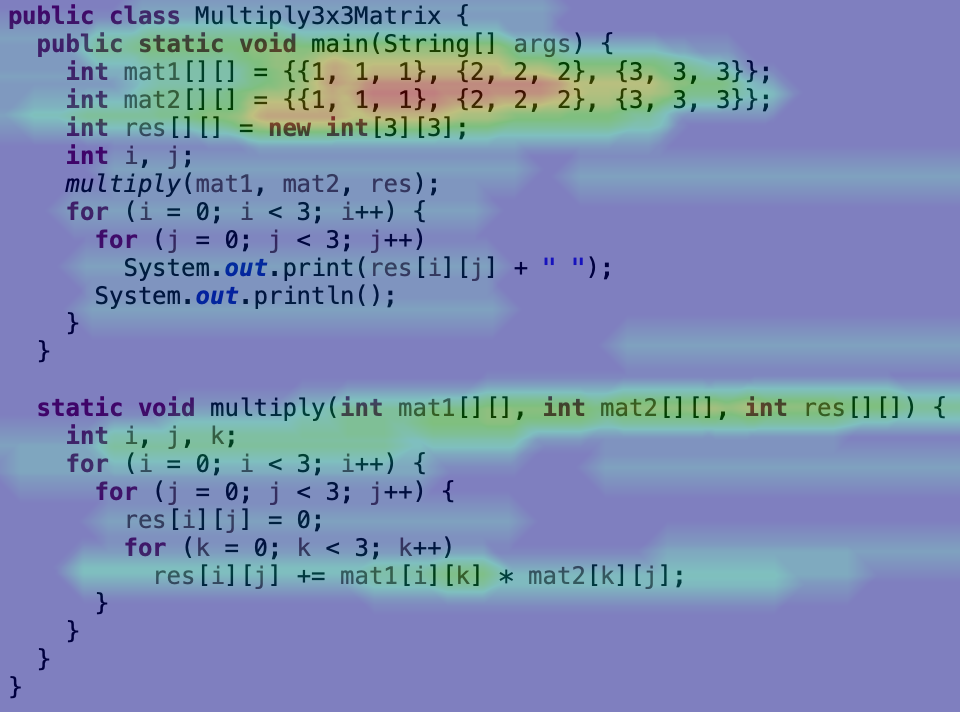 public class Multiply3x3Matrix {
  public static void main(String[] args) {
    int mat1[][] = {{1, 1, 1}, {2, 2, 2}, {3, 3, 3}};
    int mat2[][] = {{1, 1, 1}, {2, 2, 2}, {3, 3, 3}};
    int res[][] = new int[3][3];
    int i, j;
    multiply(mat1, mat2, res);
    for (i = 0; i < 3; i++) {
      for (j = 0; j < 3; j++)
        System.out.print(res[i][j] + " ");
      System.out.println();
    }
  }

  static void multiply(int mat1[][], int mat2[][], int res[][]) {
    int i, j, k;
    for (i = 0; i < 3; i++) {
      for (j = 0; j < 3; j++) {
        res[i][j] = 0;
        for (k = 0; k < 3; k++)
          res[i][j] += mat1[i][k] * mat2[k][j];
      }
    }
  }
}